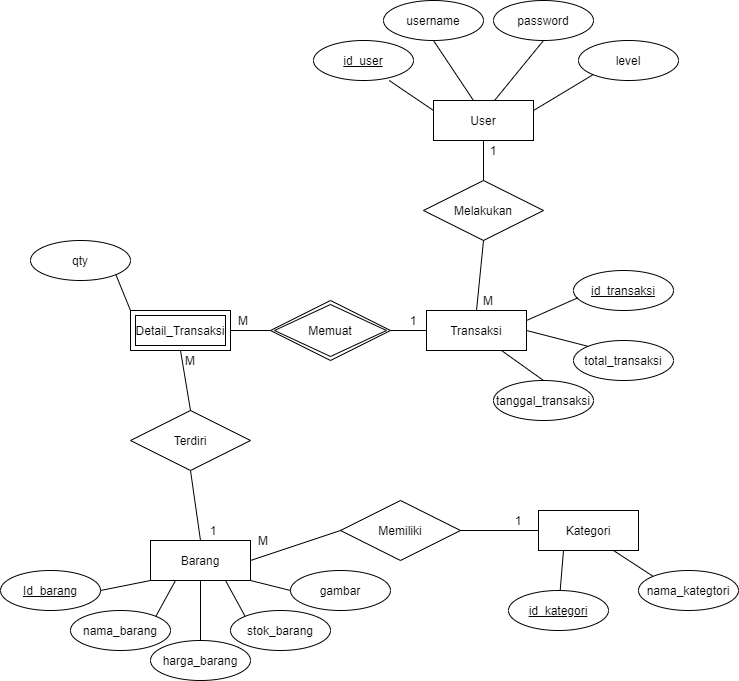 username
password
id_user
level
User
1
Melakukan
qty
id_transaksi
M
Detail_Transaksi
M
Memuat
1
Transaksi
total_transaksi
M
tanggal_transaksi
Terdiri
1
M
Memiliki
1
Kategori
Barang
Id_barang
gambar
nama_kategtori
id_kategori
nama_barang
stok_barang
harga_barang